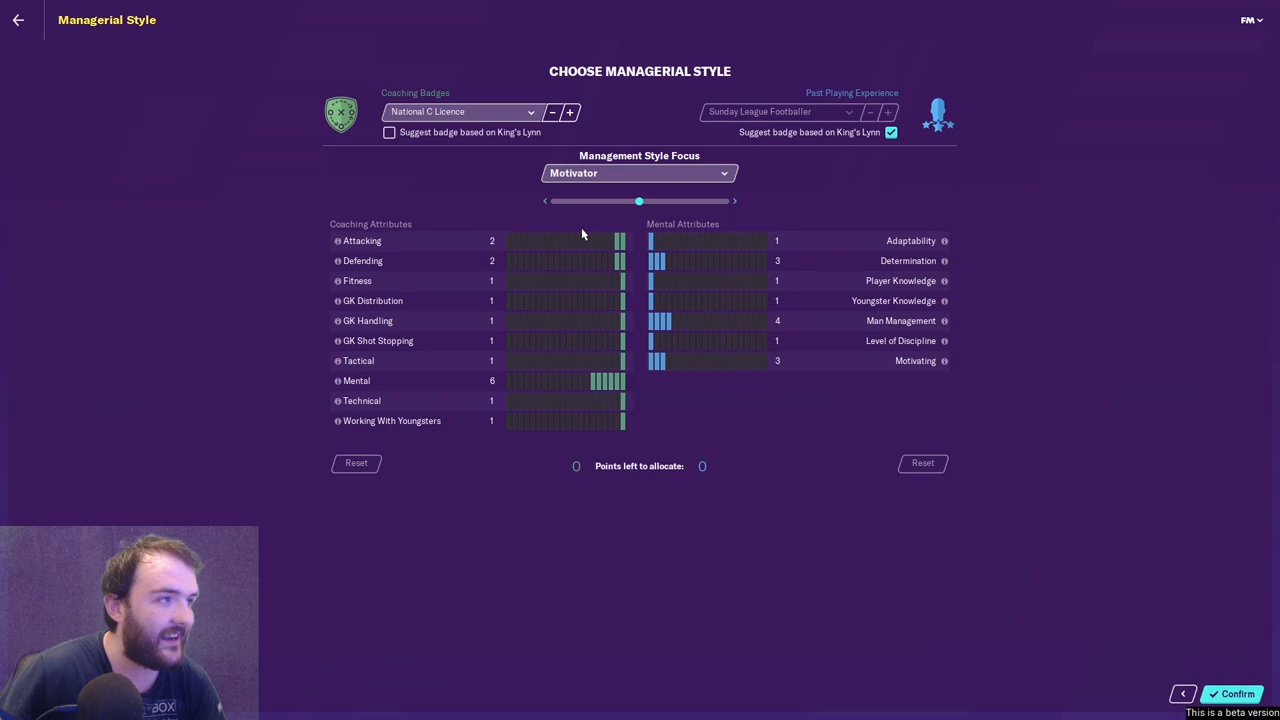 Managerial Style
FM
CHOOSE MANAGERIAL STYLE
Coaching Badges
Past Playing Experience
National C Licence
- +
Sunday League Footballer
- +
Suggest badge based on King's Lynn
Suggest badge based on King's Lynn
Management Style Focus
Motivator
Coaching Attributes
Mental Attributes
Attacking 2
1 Adaptability
Defending 2
3 Determination
Fitness 1
1 Player Knowledge
GK Distribution 1
1 Youngster Knowledge
GK Handling 1
4 Man Management
GK Shot Stopping 1
1 Level of Discipline
Tactical 1
3 Motivating
Mental 6
Technical 1
Working With Youngsters 1
Reset
0 Points left to allocate: 0
Reset
BOX
Confirm
This is a beta version